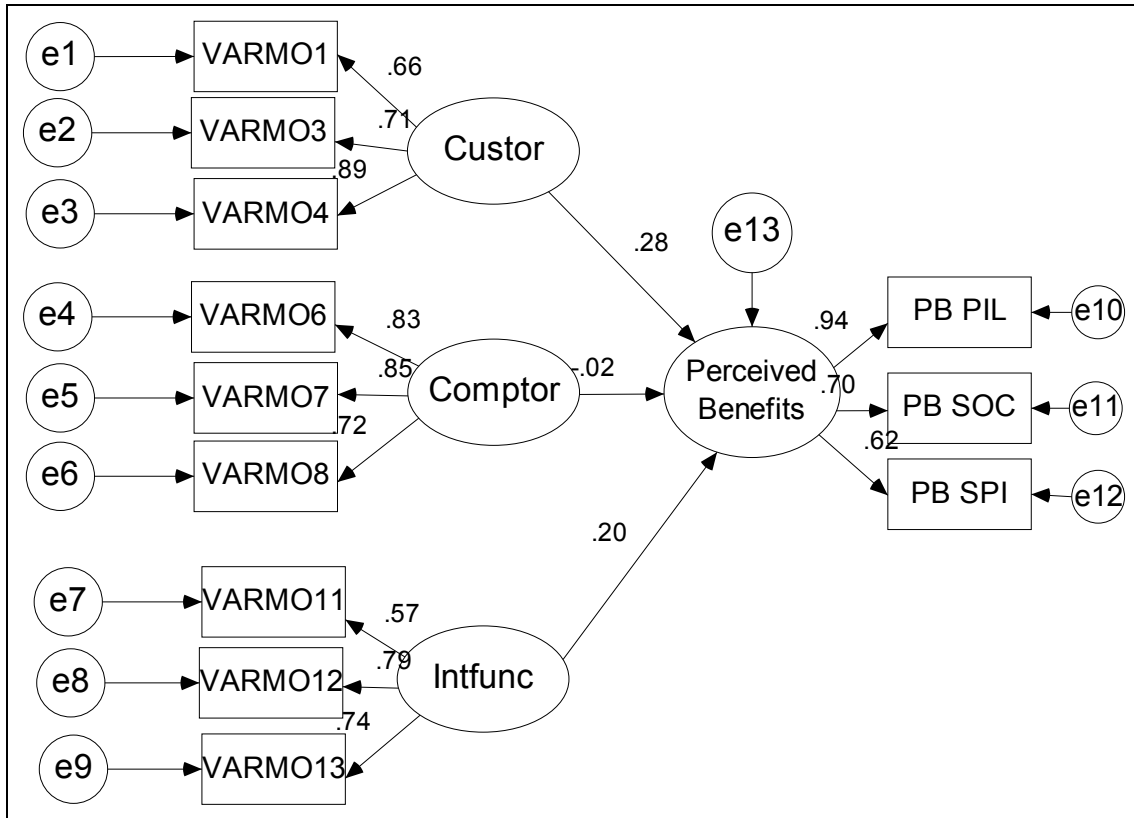 e1
VARMO1
.66
e2
VARMO3
.71
Custor
e3
VARMO4
.89
e13
.28
e4
VARMO6
.83
e5
VARMO7
.85
Comptor
-.02
e6
VARMO8
.72
Perceived
Benefits
.94
PB PIL
e10
.70
PB SOC
e11
.62
PB SPI
e12
.20
e7
VARMO11
.57
e8
VARMO12
.79
Intfunc
e9
VARMO13
.74